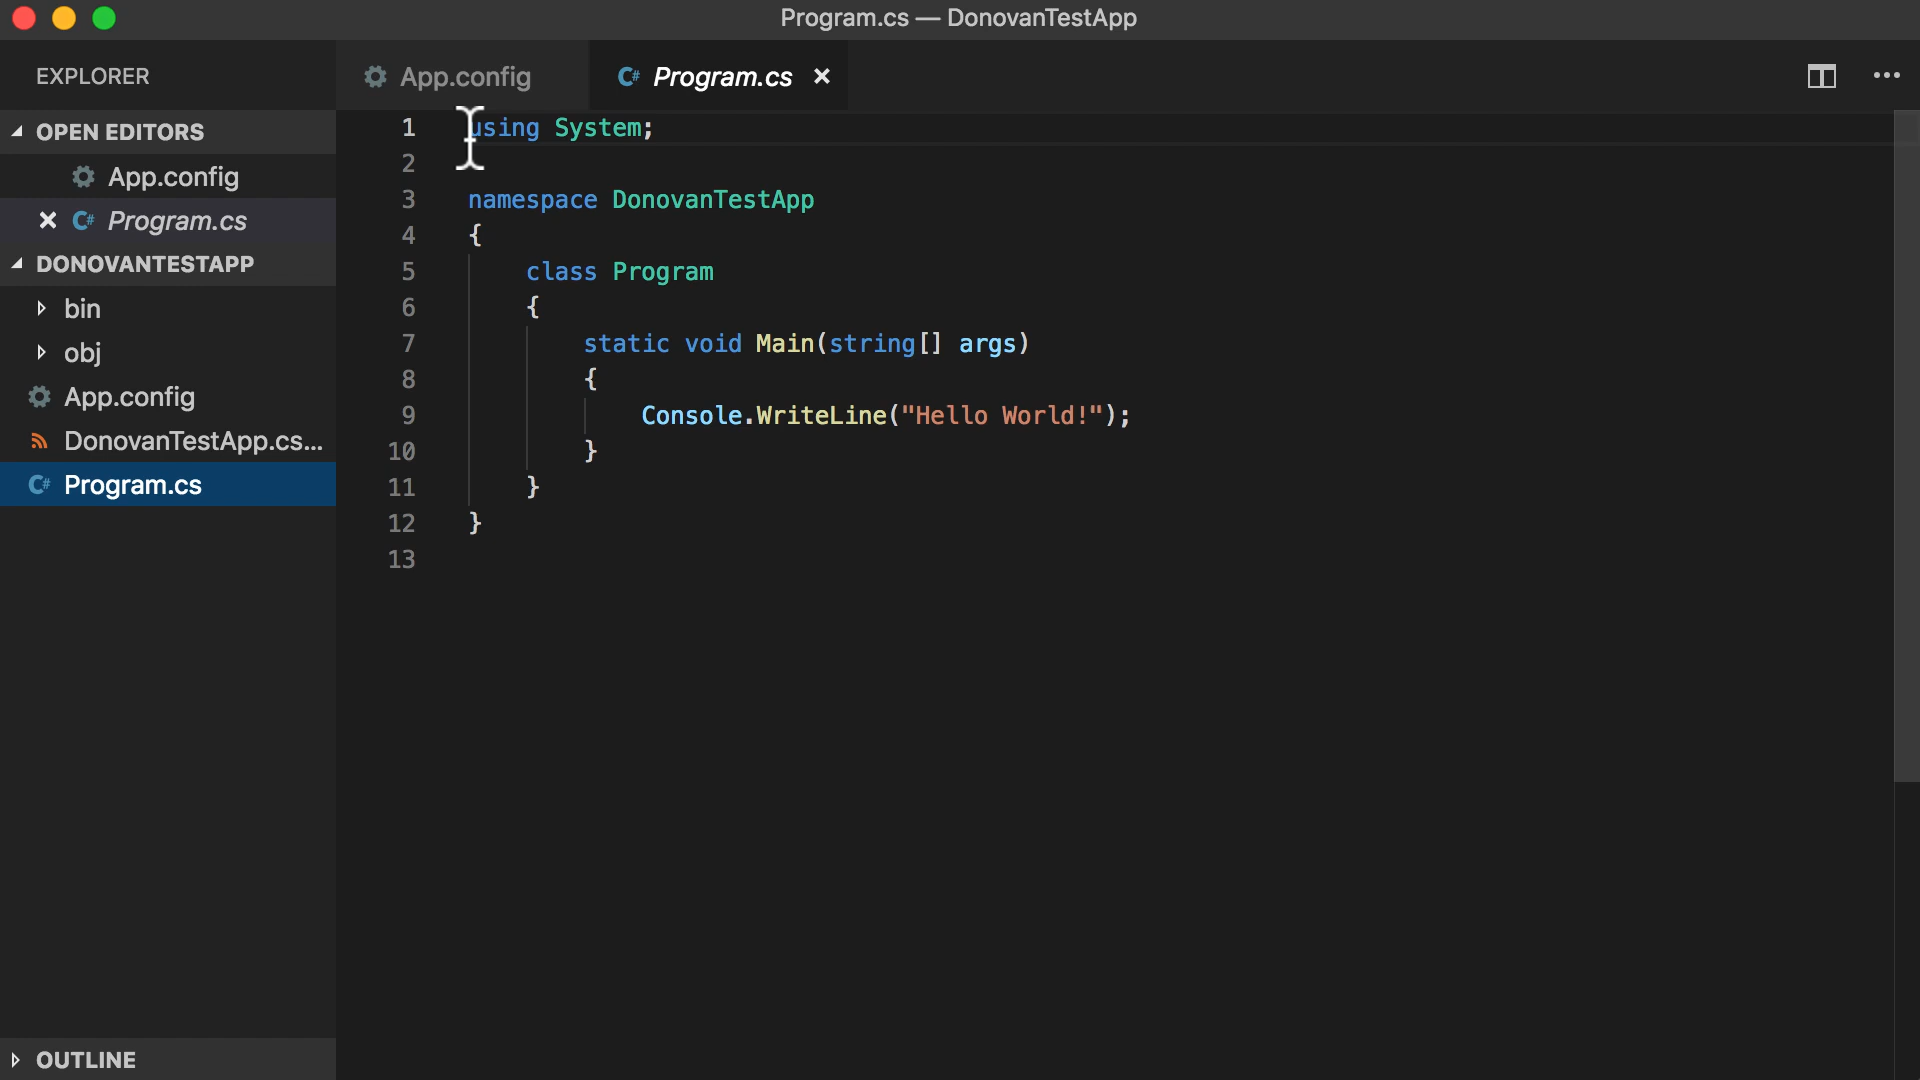 Program.cs — DonovanTestApp
EXPLORER
OPEN EDITORS
App.config
Program.cs
DONOVANTESTAPP
bin
obj
App.config
DonovanTestApp.cs...
Program.cs
OUTLINE
App.config
Program.cs
1 using System;
2
3 namespace DonovanTestApp
4 {
5 class Program
6 {
7 static void Main(string[] args)
8 {
9 Console.WriteLine("Hello World!");
10 }
11 }
12 }
13